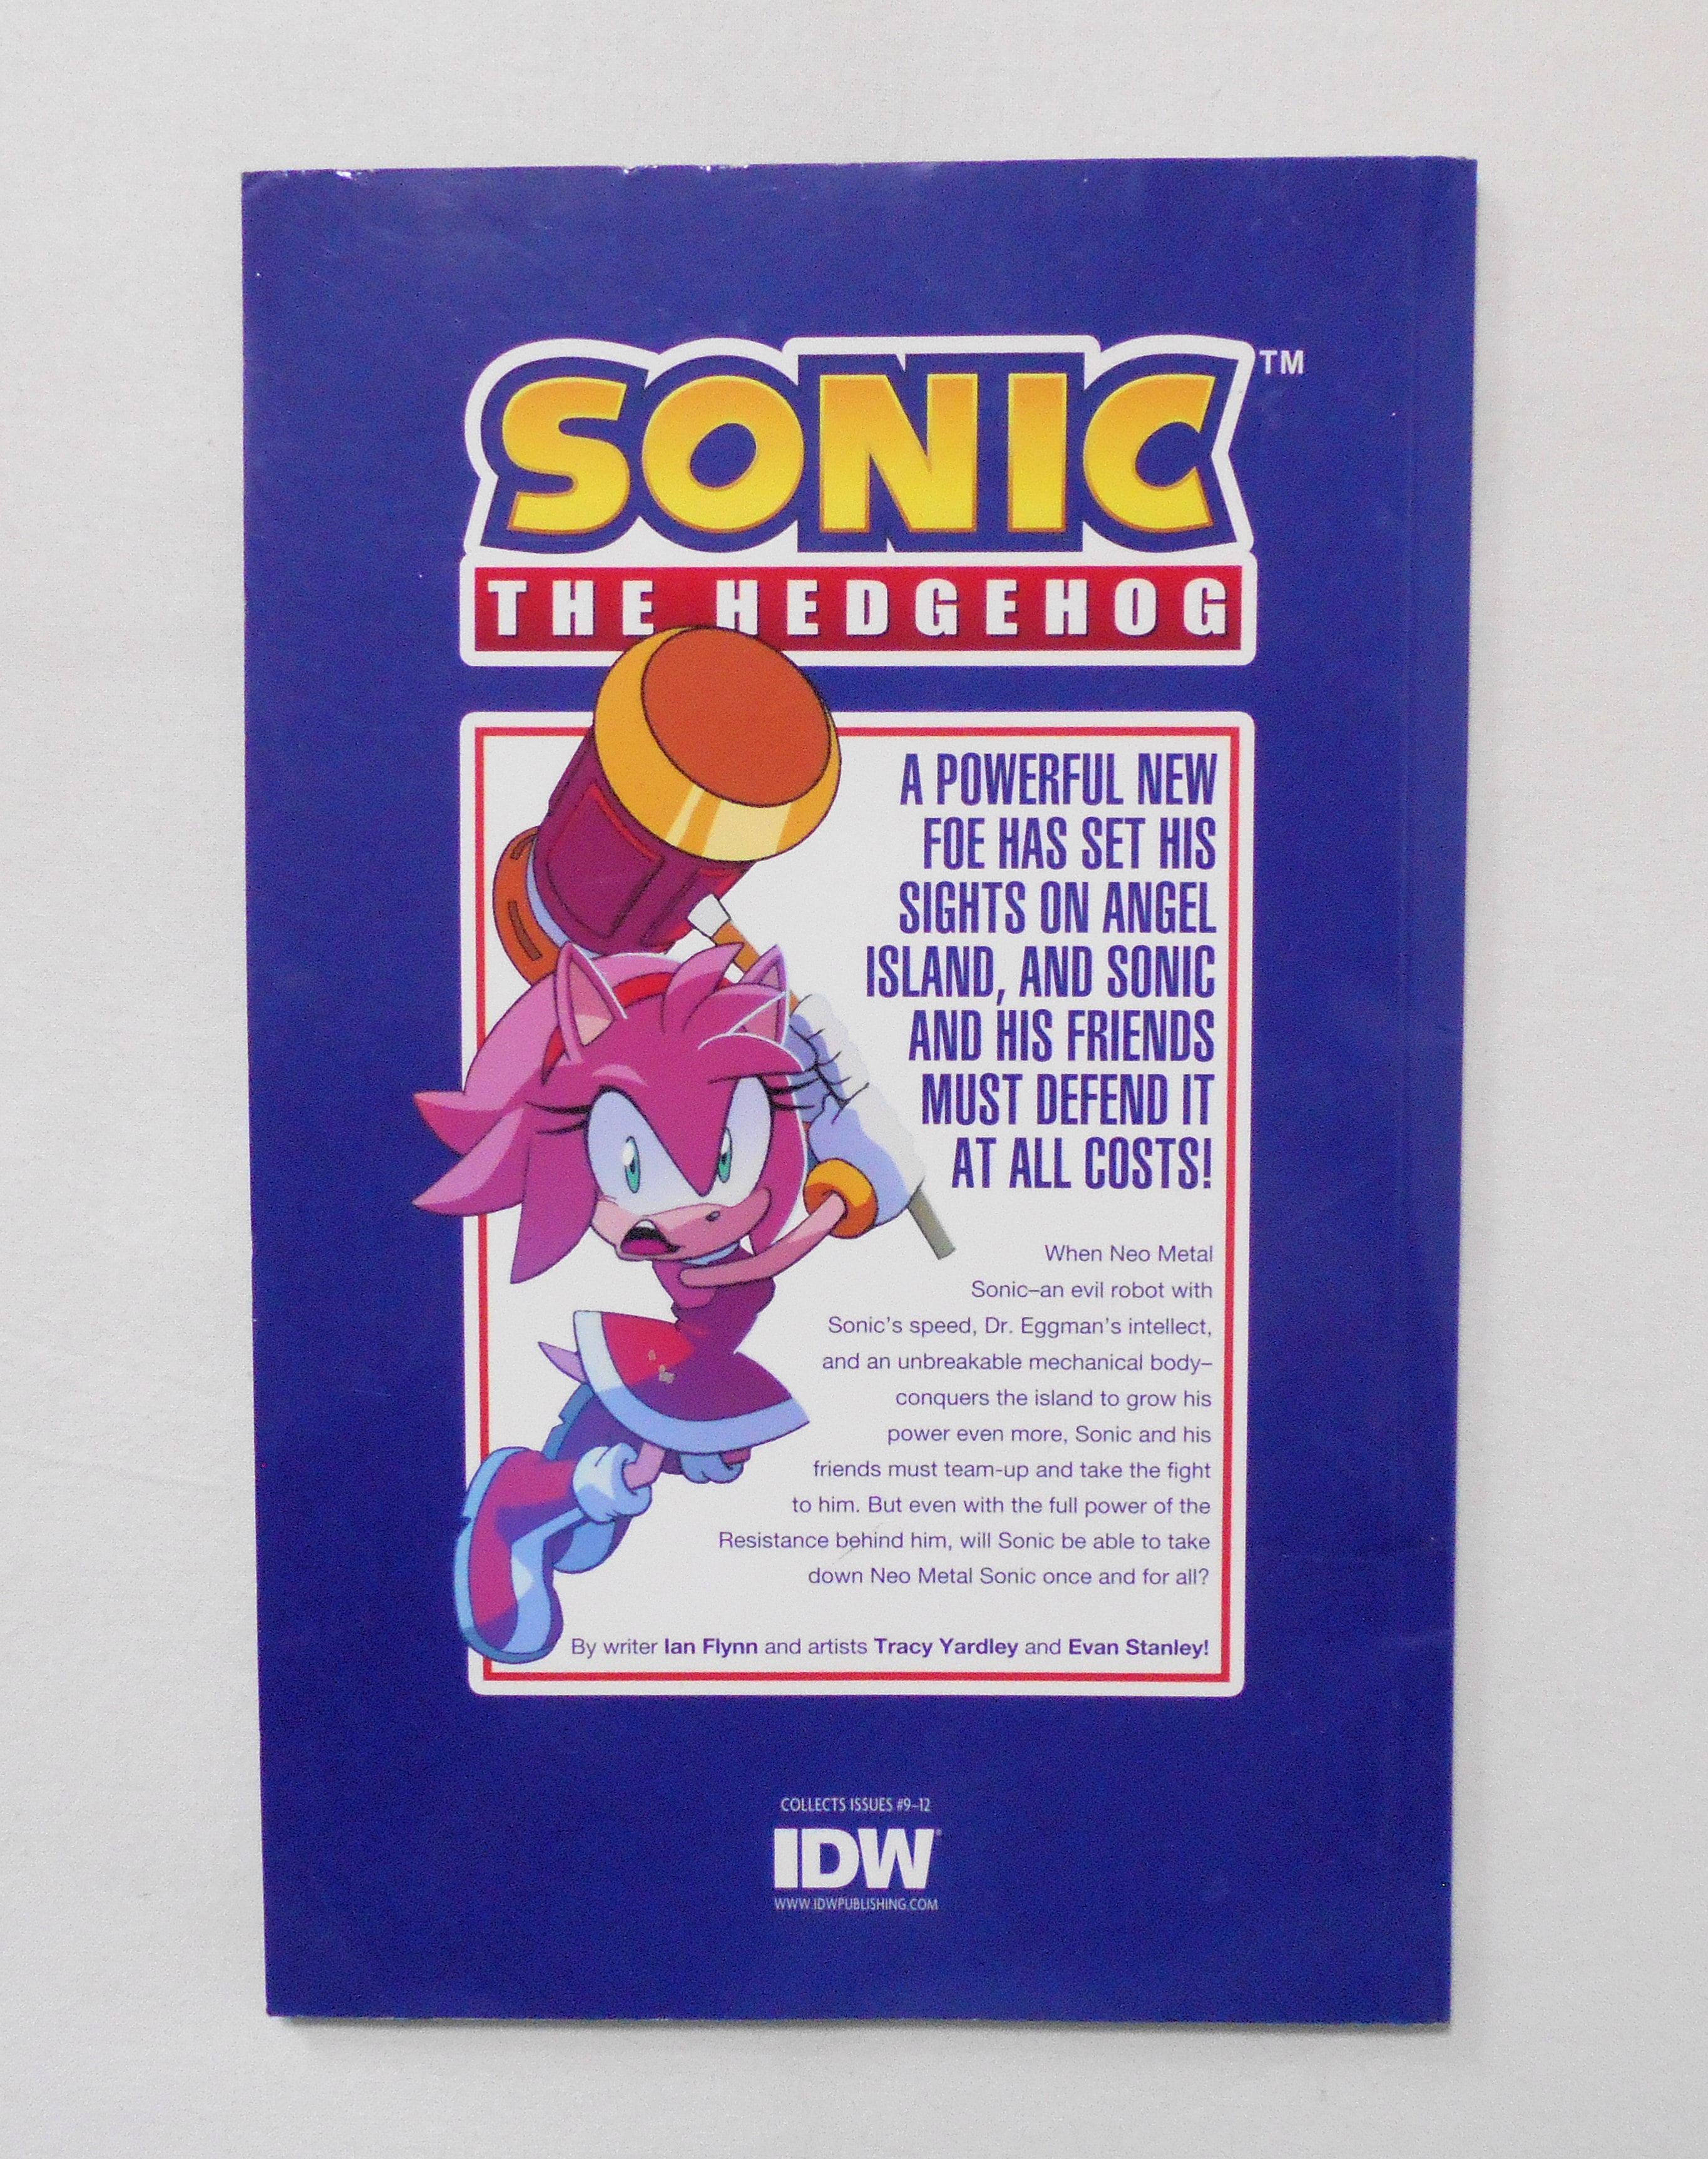 SONIC™
THE HEDGEHOG
A POWERFUL NEW
FOE HAS SET HIS
SIGHTS ON ANGEL
ISLAND, AND SONIC
AND HIS FRIENDS
MUST DEFEND IT
AT ALL COSTS!
When Neo Metal
Sonic–an evil robot with
Sonic's speed, Dr. Eggman's intellect,
and an unbreakable mechanical body–
conquers the island to grow his
power even more, Sonic and his
friends must team-up and take the fight
to him. But even with the full power of the
Resistance behind him, will Sonic be able to take
down Neo Metal Sonic once and for all?
By writer Ian Flynn and artists Tracy Yardley and Evan Stanley!
COLLECTS ISSUES #9–12
IDW®
WWW.IDWPUBLISHING.COM